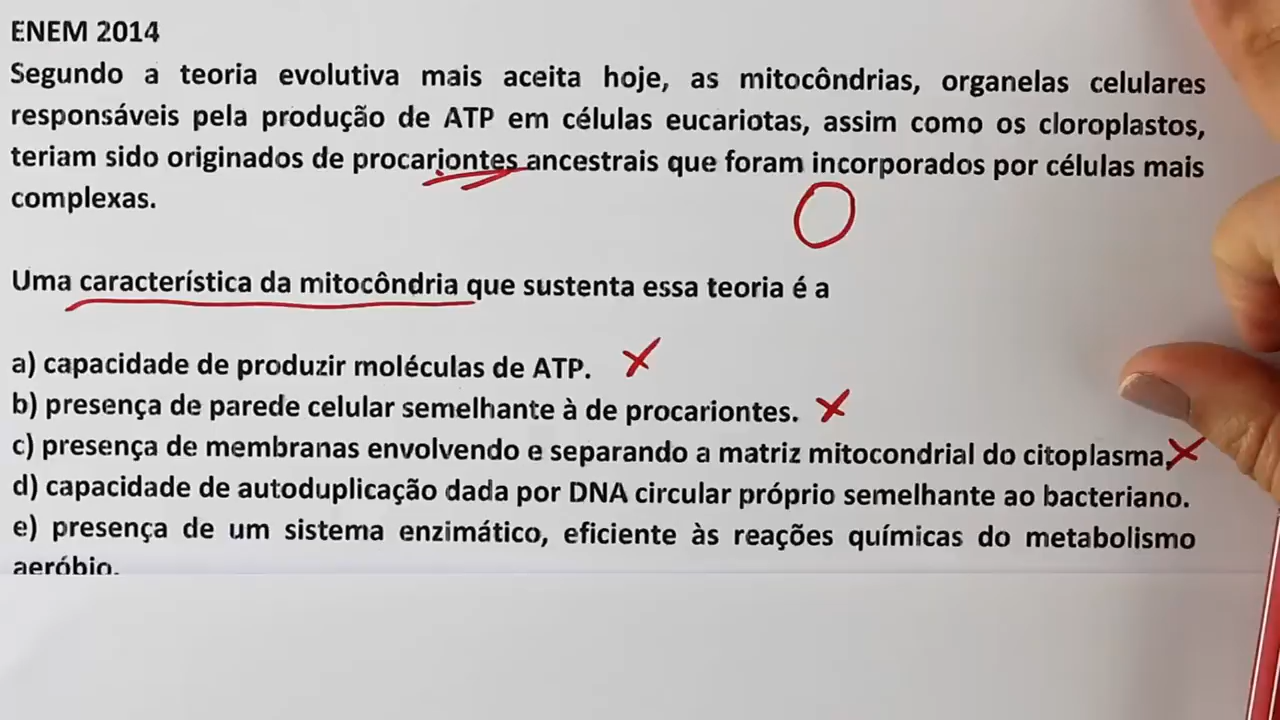 ENEM 2014
Segundo a teoria evolutiva mais aceita hoje, as mitocôndrias, organelas celulares
responsáveis pela produção de ATP em células eucariotas, assim como os cloroplastos,
teriam sido originados de procariontes ancestrais que foram incorporados por células mais
complexas.
Uma característica da mitocôndria que sustenta essa teoria é a
a) capacidade de produzir moléculas de ATP.
b) presença de parede celular semelhante à de procariontes.
c) presença de membranas envolvendo e separando a matriz mitocondrial do citoplasma.
d) capacidade de autoduplicação dada por DNA circular próprio semelhante ao bacteriano.
e) presença de um sistema enzimático, eficiente às reações químicas do metabolismo
aeróbio.